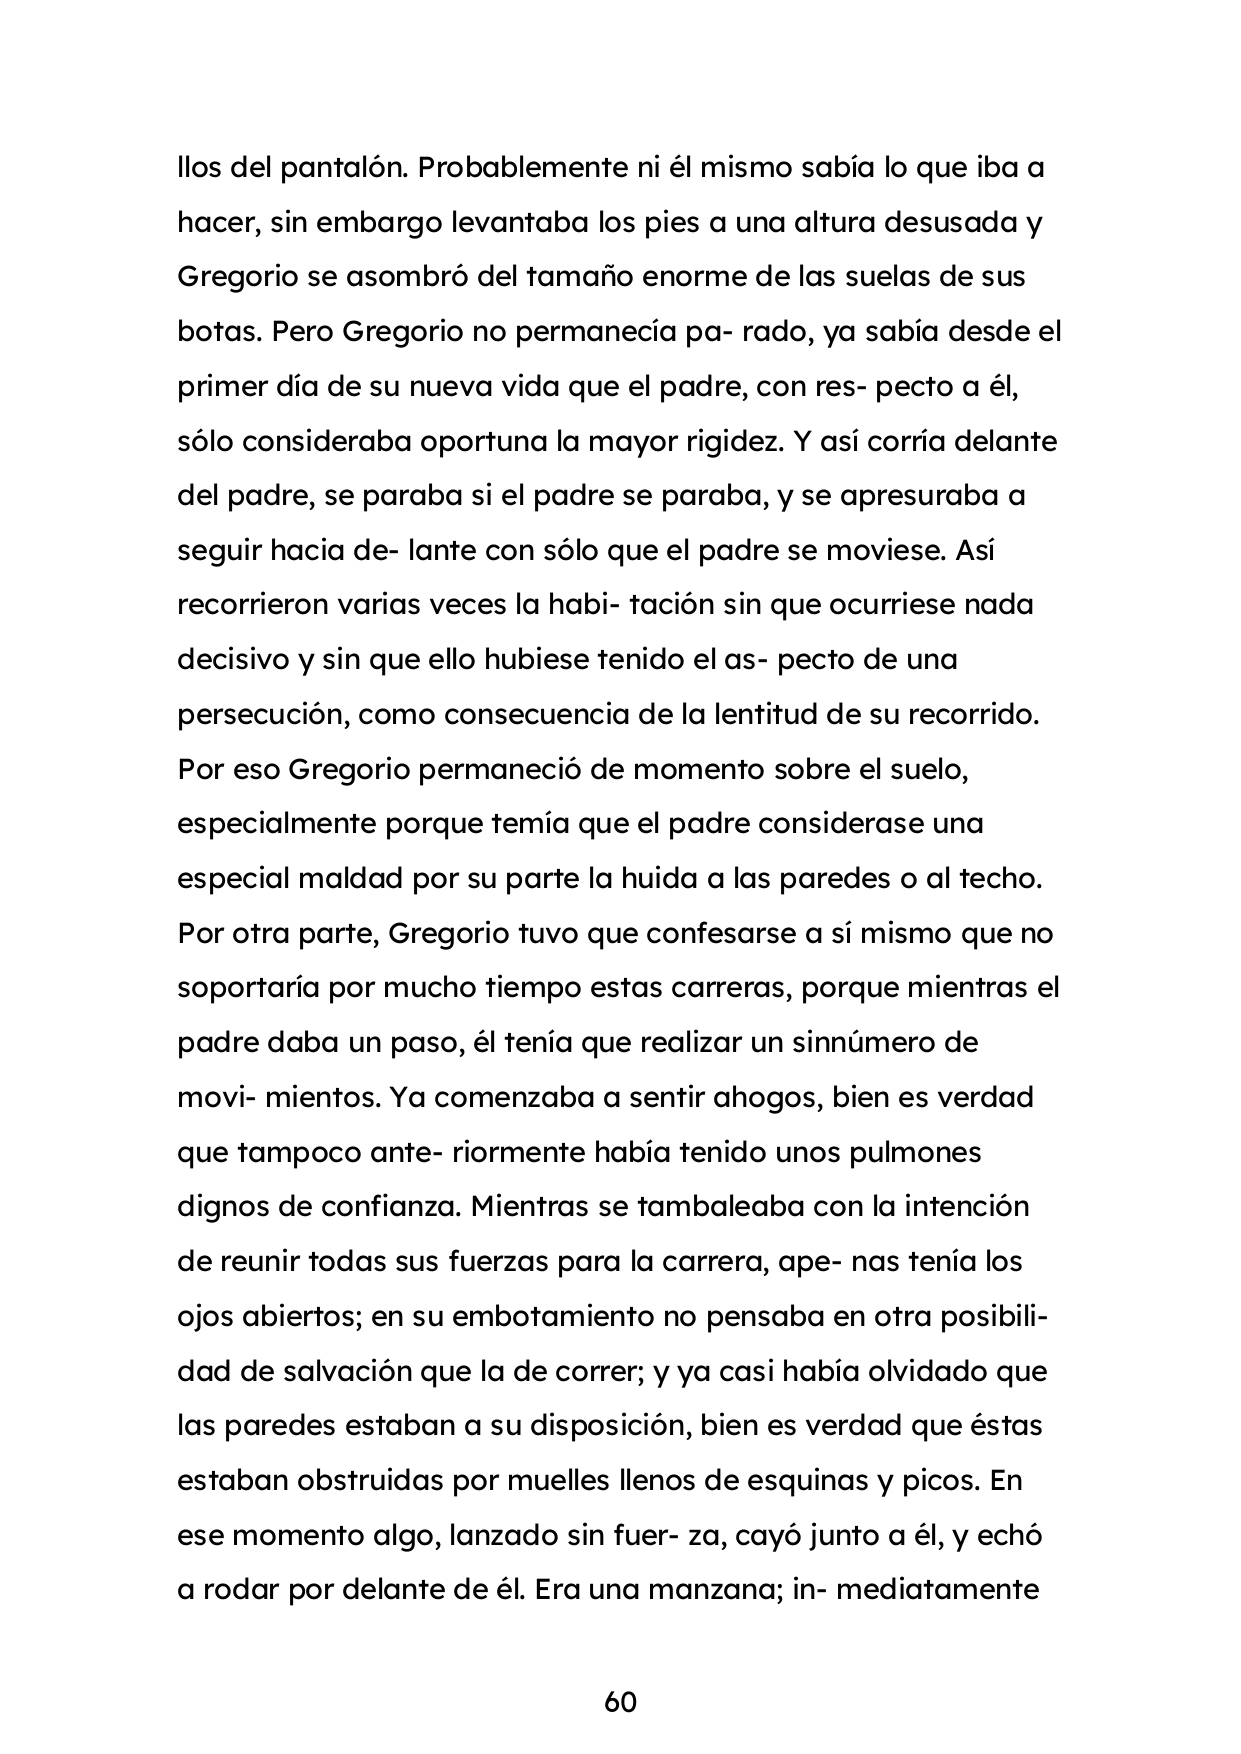 llos del pantalón. Probablemente ni él mismo sabía lo que iba a
hacer, sin embargo levantaba los pies a una altura desusada y
Gregorio se asombró del tamaño enorme de las suelas de sus
botas. Pero Gregorio no permanecía pa- rado, ya sabía desde el
primer día de su nueva vida que el padre, con res- pecto a él,
sólo consideraba oportuna la mayor rigidez. Y así corría delante
del padre, se paraba si el padre se paraba, y se apresuraba a
seguir hacia de- lante con sólo que el padre se moviese. Así
recorrieron varias veces la habi- tación sin que ocurriese nada
decisivo y sin que ello hubiese tenido el as- pecto de una
persecución, como consecuencia de la lentitud de su recorrido.
Por eso Gregorio permaneció de momento sobre el suelo,
especialmente porque temía que el padre considerase una
especial maldad por su parte la huida a las paredes o al techo.
Por otra parte, Gregorio tuvo que confesarse a sí mismo que no
soportaría por mucho tiempo estas carreras, porque mientras el
padre daba un paso, él tenía que realizar un sinnúmero de
movi- mientos. Ya comenzaba a sentir ahogos, bien es verdad
que tampoco ante- riormente había tenido unos pulmones
dignos de confianza. Mientras se tambaleaba con la intención
de reunir todas sus fuerzas para la carrera, ape- nas tenía los
ojos abiertos; en su embotamiento no pensaba en otra posibili-
dad de salvación que la de correr; y ya casi había olvidado que
las paredes estaban a su disposición, bien es verdad que éstas
estaban obstruidas por muelles llenos de esquinas y picos. En
ese momento algo, lanzado sin fuer- za, cayó junto a él, y echó
a rodar por delante de él. Era una manzana; in- mediatamente
60